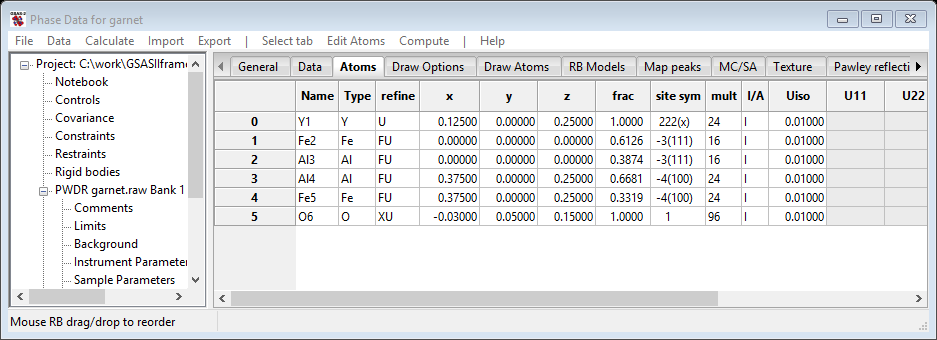 Phase Data for garnet
File Data Calculate Import Export | Select tab Edit Atoms Compute | Help
Project: C:\work\GSASIIframe
Notebook
Controls
Covariance
Constraints
Restraints
Rigid bodies
PWDR garnet.raw Bank 1
Comments
Limits
Background
Instrument Parameter
Sample Parameters
General Data Atoms Draw Options Draw Atoms RB Models Map peaks MC/SA Texture Pawley reflecti
Name Type refine x y z frac site sym mult I/A Uiso U11 U22
0 Y1 Y U 0.12500 0.00000 0.25000 1.0000 222(x) 24 I 0.01000
1 Fe2 Fe FU 0.00000 0.00000 0.00000 0.6126 -3(111) 16 I 0.01000
2 Al3 Al FU 0.00000 0.00000 0.00000 0.3874 -3(111) 16 I 0.01000
3 Al4 Al FU 0.37500 0.00000 0.25000 0.6681 -4(100) 24 I 0.01000
4 Fe5 Fe FU 0.37500 0.00000 0.25000 0.3319 -4(100) 24 I 0.01000
5 O6 O XU -0.03000 0.05000 0.15000 1.0000 1 96 I 0.01000
Mouse RB drag/drop to reorder